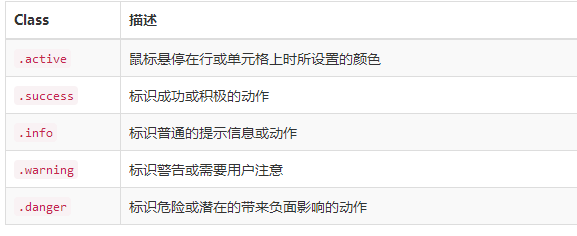 Class 描述
.active 鼠标悬停在行或单元格上时所设置的颜色
.success 标识成功或积极的动作
.info 标识普通的提示信息或动作
.warning 标识警告或需要用户注意
.danger 标识危险或潜在的带来负面影响的动作